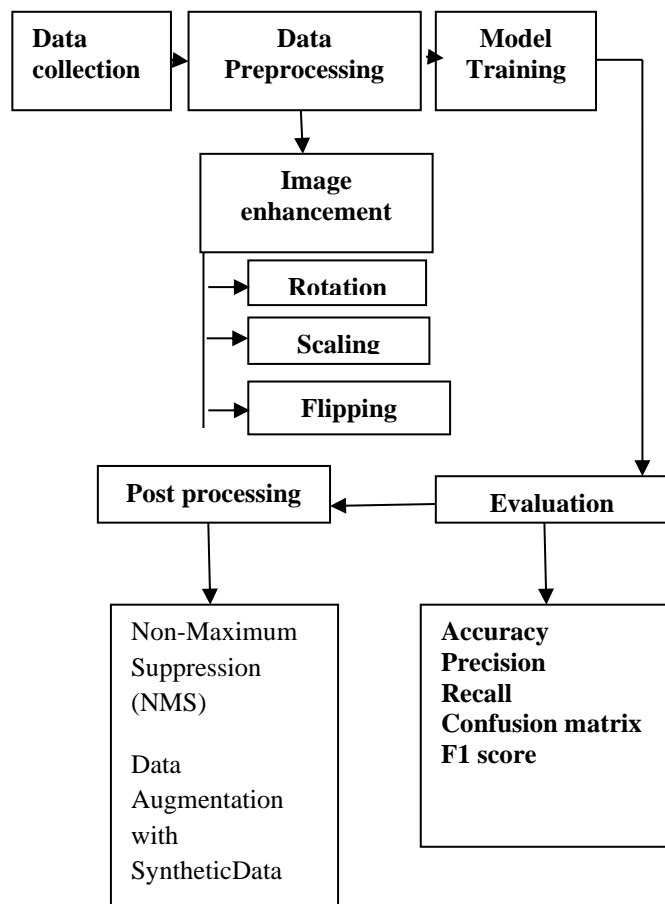 Data
collection
Data
Preprocessing
Model
Training
Image
enhancement
Rotation
Scaling
Flipping
Post processing
Evaluation
Non-Maximum
Suppression
(NMS)
Data
Augmentation
with
SyntheticData
Accuracy
Precision
Recall
Confusion matrix
F1 score